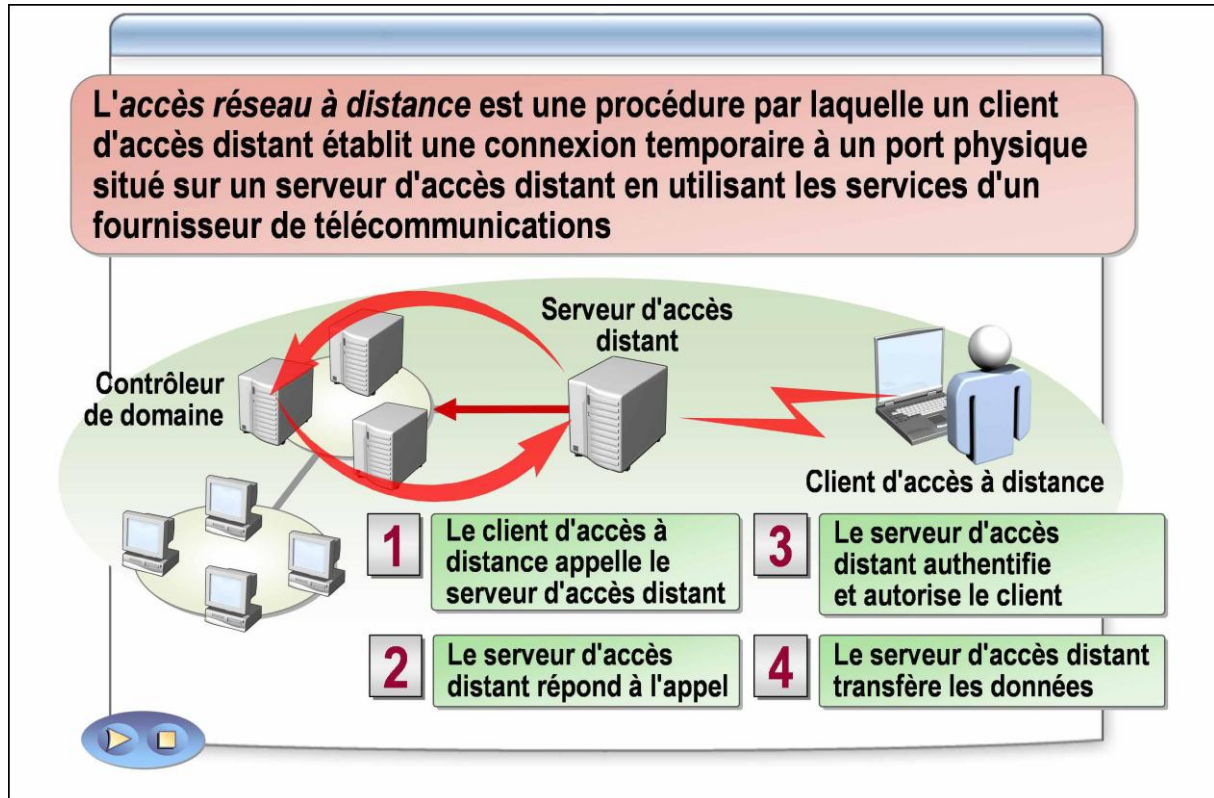 L'accès réseau à distance est une procédure par laquelle un client
d'accès distant établit une connexion temporaire à un port physique
situé sur un serveur d'accès distant en utilisant les services d'un
fournisseur de télécommunications
Serveur d'accès
distant
Contrôleur
de domaine
Client d'accès à distance
1
Le client d'accès à
distance appelle le
serveur d'accès distant
2
Le serveur d'accès
distant répond à l'appel
3
Le serveur d'accès
distant authentifie
et autorise le client
4
Le serveur d'accès distant
transfère les données